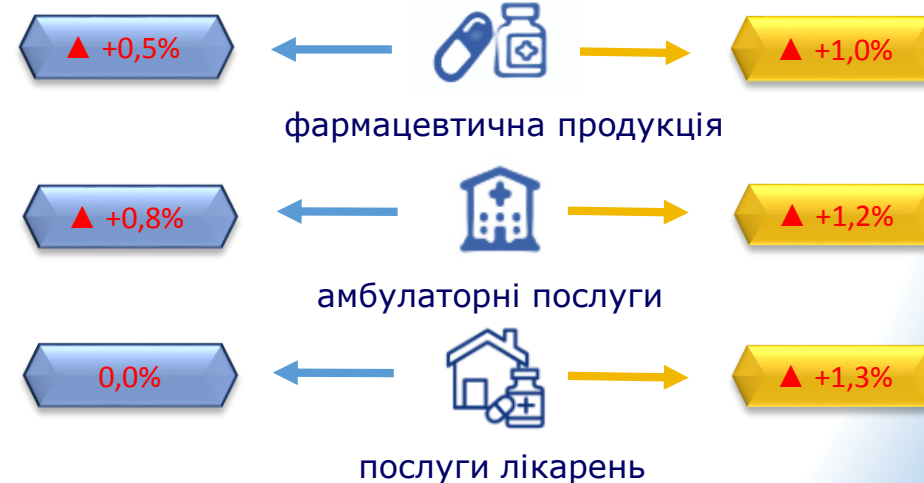 ▲ +0,5%
▲ +1,0%
фармацевтична продукція
▲ +0,8%
▲ +1,2%
амбулаторні послуги
0,0%
▲ +1,3%
послуги лікарень